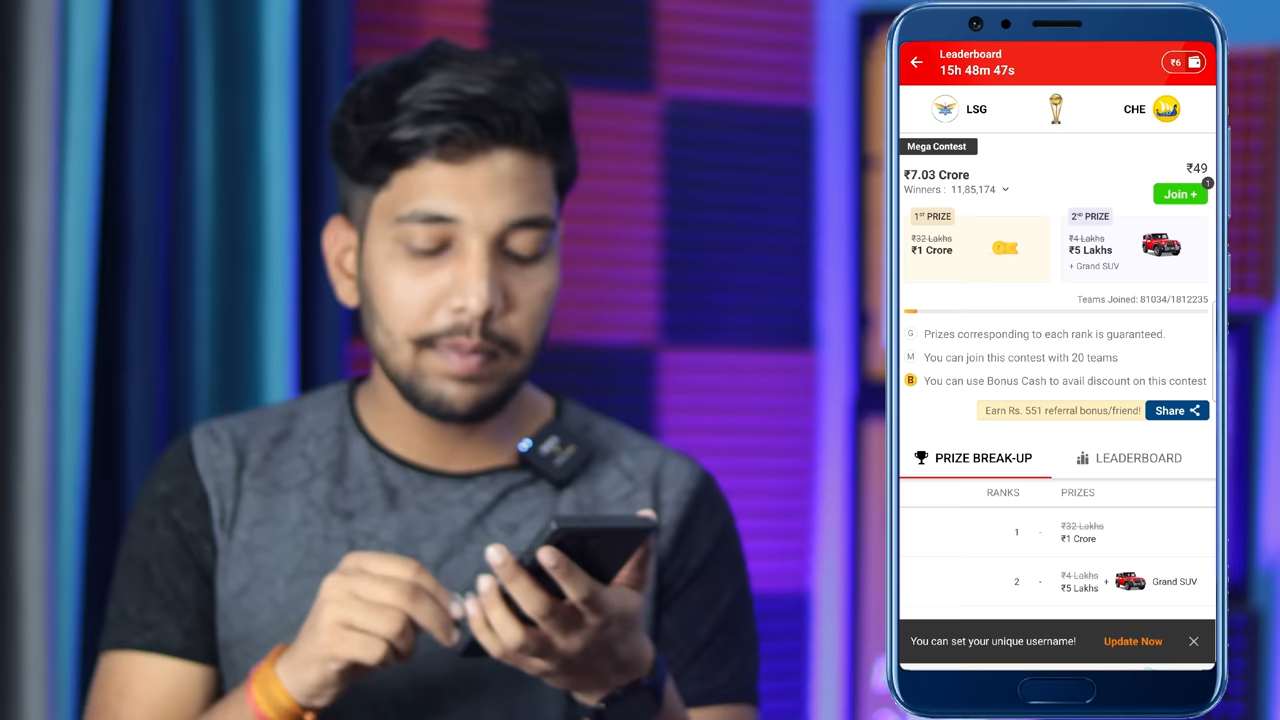 Leaderboard
15h 48m 47s
₹6
LSG
CHE
Mega Contest
₹7.03 Crore
₹49
Winners : 11,85,174
1
Join +
1ST PRIZE
₹32 Lakhs
₹1 Crore
2ND PRIZE
₹4 Lakhs
₹5 Lakhs
+ Grand SUV
Teams Joined: 81034/1812235
G Prizes corresponding to each rank is guaranteed.
M You can join this contest with 20 teams
B You can use Bonus Cash to avail discount on this contest
Earn Rs. 551 referral bonus/friend! Share
PRIZE BREAK-UP LEADERBOARD
RANKS PRIZES
1 - ₹32 Lakhs
₹1 Crore
2 - ₹4 Lakhs + Grand SUV
₹5 Lakhs
You can set your unique username! Update Now